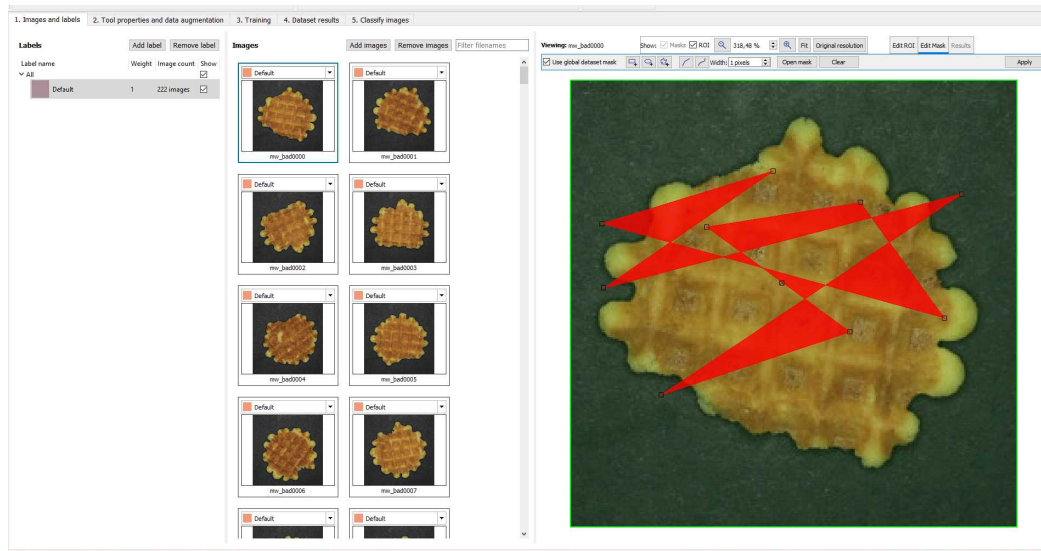 1. Images and labels 2. Tool properties and data augmentation 3. Training 4. Dataset results 5. Classify images
Labels Add label Remove label
Label name Weight Image count Show
All
Default 1 222 images
Images Add images Remove images Filter filenames
Default Default
mw_bad0000 mw_bad0001
Default Default
mw_bad0002 mw_bad0003
Default Default
mw_bad0004 mw_bad0005
Default Default
mw_bad0006 mw_bad0007
Default Default
Viewing: mw_bad0000 Show: Masks ROI 318,48 % Fit Original resolution Edit ROI Edit Mask Results
Use global dataset mask Width: 1 pixels Open mask Clear Apply